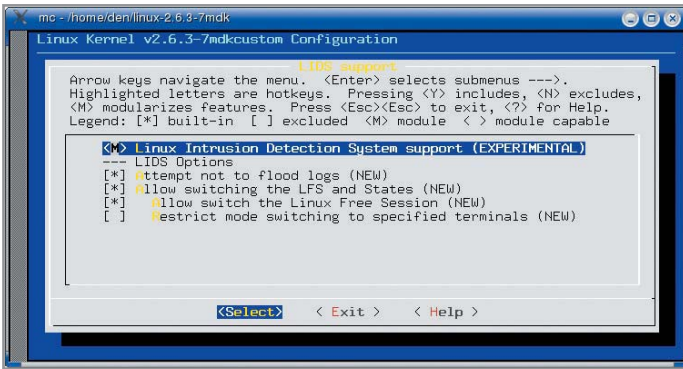 mc - /home/den/linux-2.6.3-7mdk
Linux Kernel v2.6.3-7mdkcustom Configuration
LIDS support
Arrow keys navigate the menu. <Enter> selects submenus --->.
Highlighted letters are hotkeys. Pressing <Y> includes, <N> excludes,
<M> modularizes features. Press <Esc><Esc> to exit, <?> for Help.
Legend: [*] built-in [ ] excluded <M> module < > module capable
<M> Linux Intrusion Detection System support (EXPERIMENTAL)
--- LIDS Options
[*] Attempt not to flood logs (NEW)
[*] Allow switching the LFS and States (NEW)
[*] Allow switch the Linux Free Session (NEW)
[ ] Restrict mode switching to specified terminals (NEW)
<Select> < Exit > < Help >